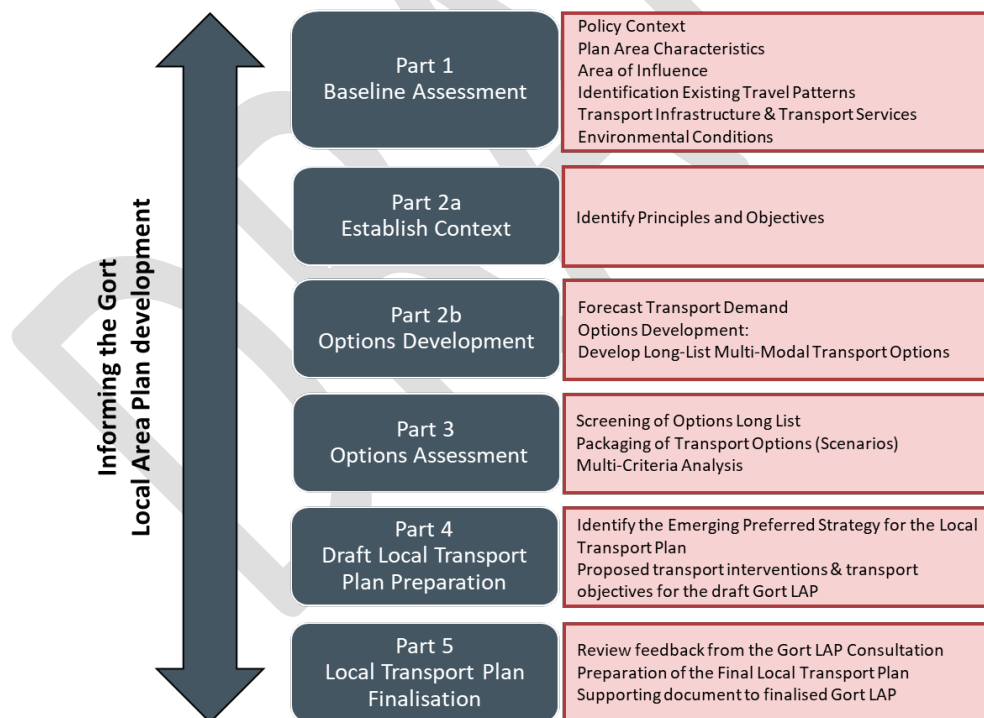 Informing the Gort
Local Area Plan development
Part 1
Baseline Assessment
Policy Context
Plan Area Characteristics
Area of Influence
Identification Existing Travel Patterns
Transport Infrastructure & Transport Services
Environmental Conditions
Part 2a
Establish Context
Identify Principles and Objectives
Part 2b
Options Development
Forecast Transport Demand
Options Development:
Develop Long-List Multi-Modal Transport Options
Part 3
Options Assessment
Screening of Options Long List
Packaging of Transport Options (Scenarios)
Multi-Criteria Analysis
Part 4
Draft Local Transport
Plan Preparation
Identify the Emerging Preferred Strategy for the Local
Transport Plan
Proposed transport interventions & transport
objectives for the draft Gort LAP
Part 5
Local Transport Plan
Finalisation
Review feedback from the Gort LAP Consultation
Preparation of the Final Local Transport Plan
Supporting document to finalised Gort LAP